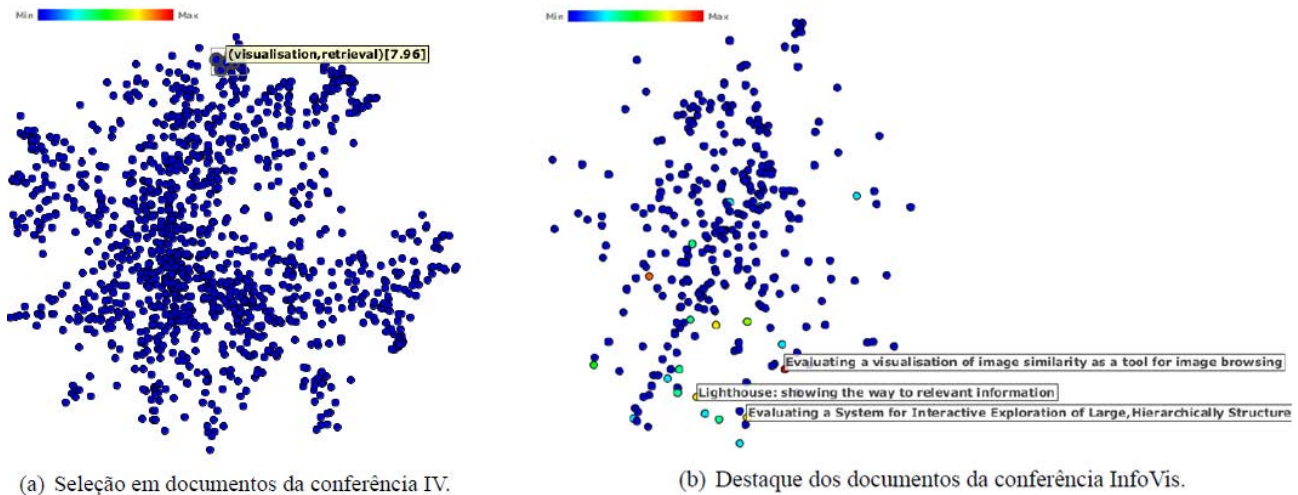 Min Max
(visualisation,retrieval)[7.96]
(a) Seleção em documentos da conferência IV.
Min Max
Evaluating a visualisation of image similarity as a tool for image browsing
Lighthouse: showing the way to relevant information
Evaluating a System for Interactive Exploration of Large,Hierarchically Structure
(b) Destaque dos documentos da conferência InfoVis.